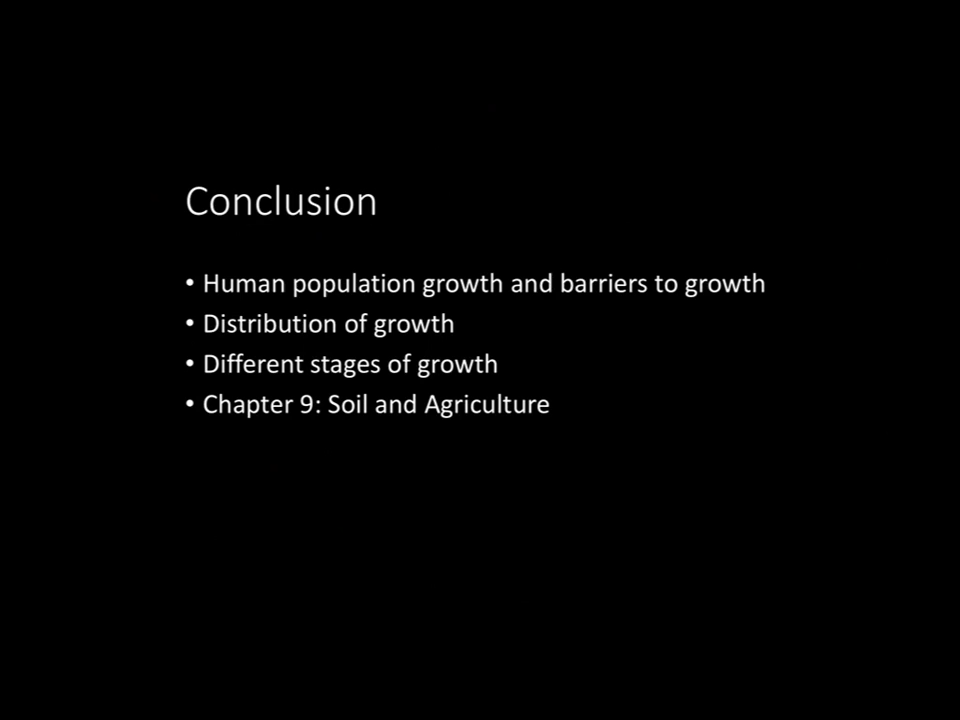 Conclusion
• Human population growth and barriers to growth
• Distribution of growth
• Different stages of growth
• Chapter 9: Soil and Agriculture